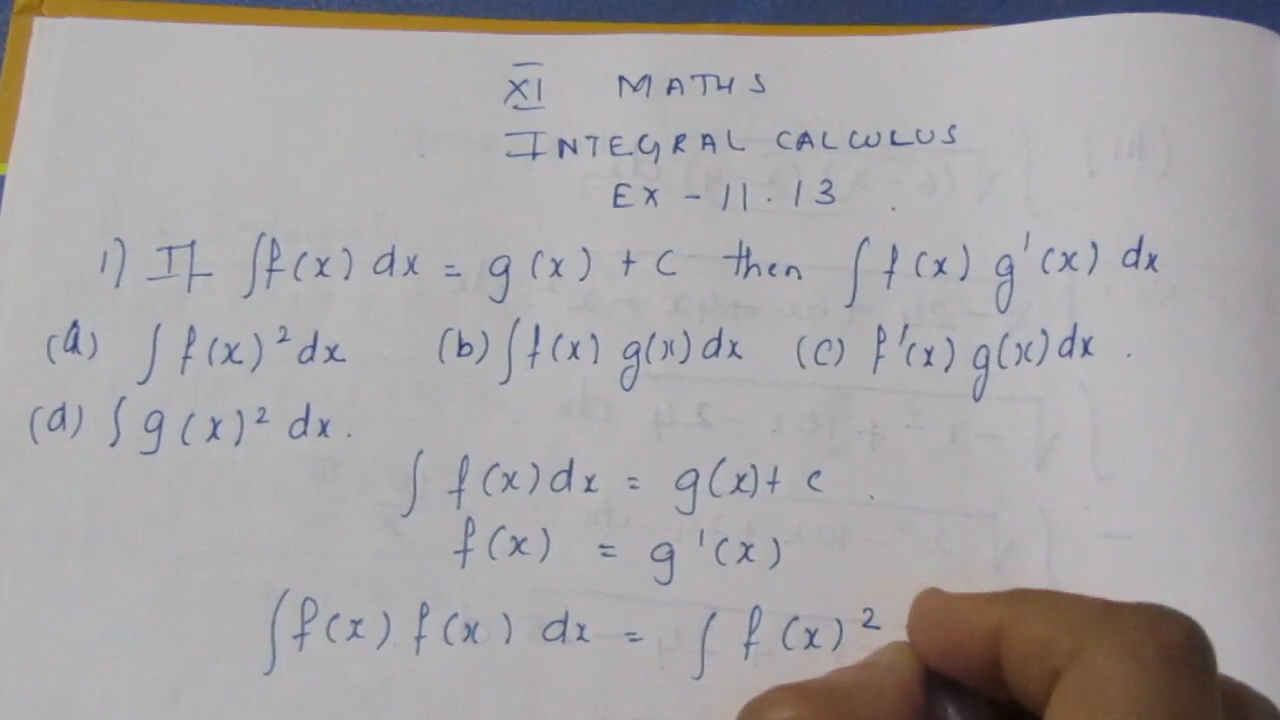 XI MATHS
INTEGRAL CALCULUS
EX - 11.13
1) If ∫f(x) dx = g(x) + c then ∫ f(x) g'(x) dx
(a) ∫ f(x)² dx (b) ∫ f(x) g(x) dx (c) f'(x) g(x) dx .
(d) ∫ g(x)² dx.
∫ f(x) dx = g(x) + c .
f(x) = g'(x)
∫ f(x) f(x) dx = ∫ f(x)²